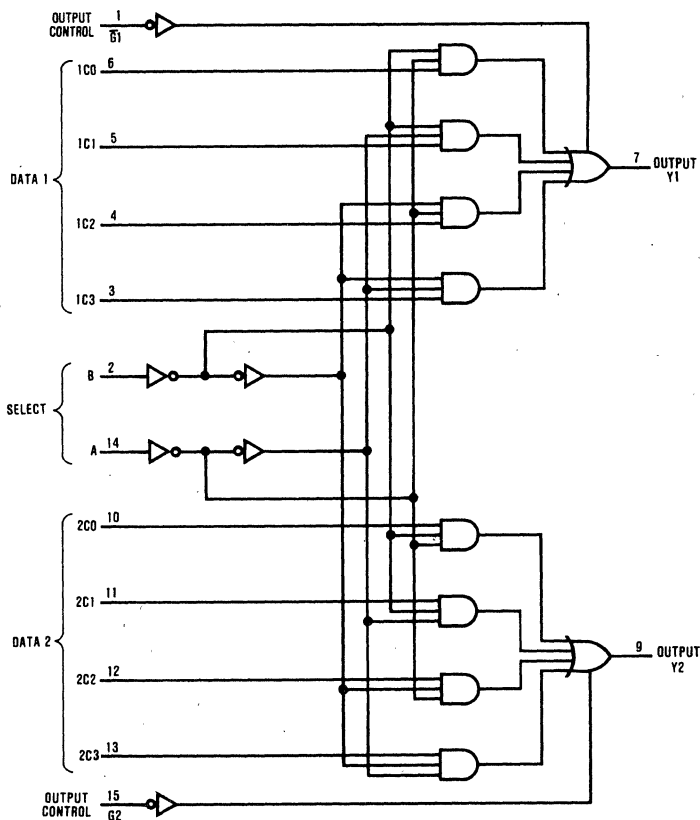 OUTPUT CONTROL 1
G1
1C0 6
1C1 5
DATA 1
1C2 4
1C3 3
7 OUTPUT Y1
B 2
SELECT
A 14
2C0 10
2C1 11
DATA 2
2C2 12
2C3 13
9 OUTPUT Y2
OUTPUT CONTROL 15
G2